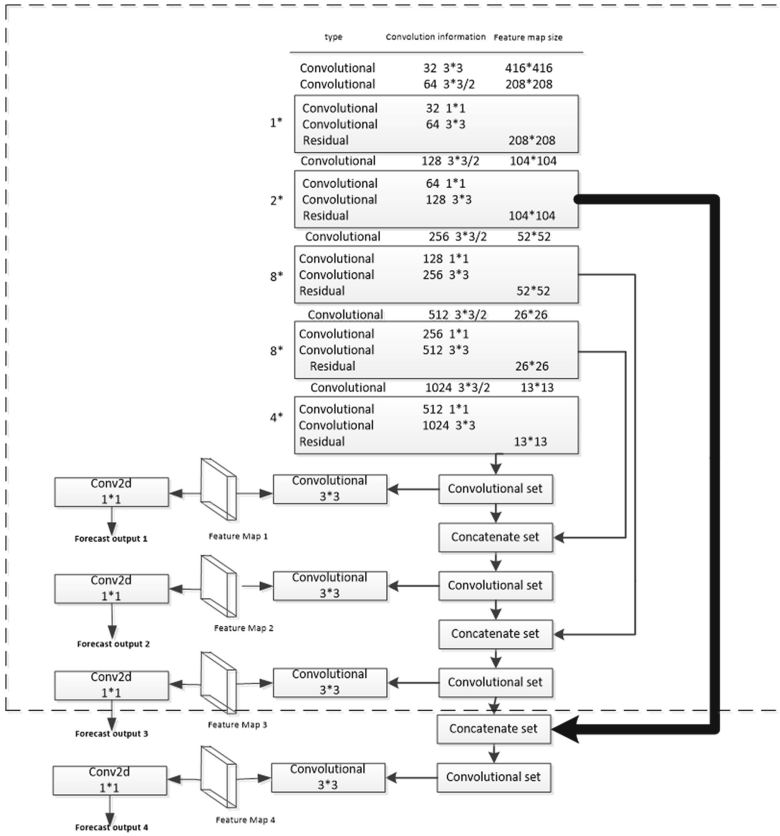 type Convolution information Feature map size
Convolutional 32 3*3 416*416
Convolutional 64 3*3/2 208*208
Convolutional 32 1*1
1* Convolutional 64 3*3
Residual 208*208
Convolutional 128 3*3/2 104*104
Convolutional 64 1*1
2* Convolutional 128 3*3
Residual 104*104
Convolutional 256 3*3/2 52*52
Convolutional 128 1*1
8* Convolutional 256 3*3
Residual 52*52
Convolutional 512 3*3/2 26*26
Convolutional 256 1*1
8* Convolutional 512 3*3
Residual 26*26
Convolutional 1024 3*3/2 13*13
Convolutional 512 1*1
4* Convolutional 1024 3*3
Residual 13*13
Conv2d
1*1
Convolutional
3*3
Convolutional set
Forecast output 1
Feature Map 1
Concatenate set
Conv2d
1*1
Convolutional
3*3
Convolutional set
Forecast output 2
Feature Map 2
Concatenate set
Conv2d
1*1
Convolutional
3*3
Convolutional set
Forecast output 3
Feature Map 3
Concatenate set
Conv2d
1*1
Convolutional
3*3
Convolutional set
Forecast output 4
Feature Map 4